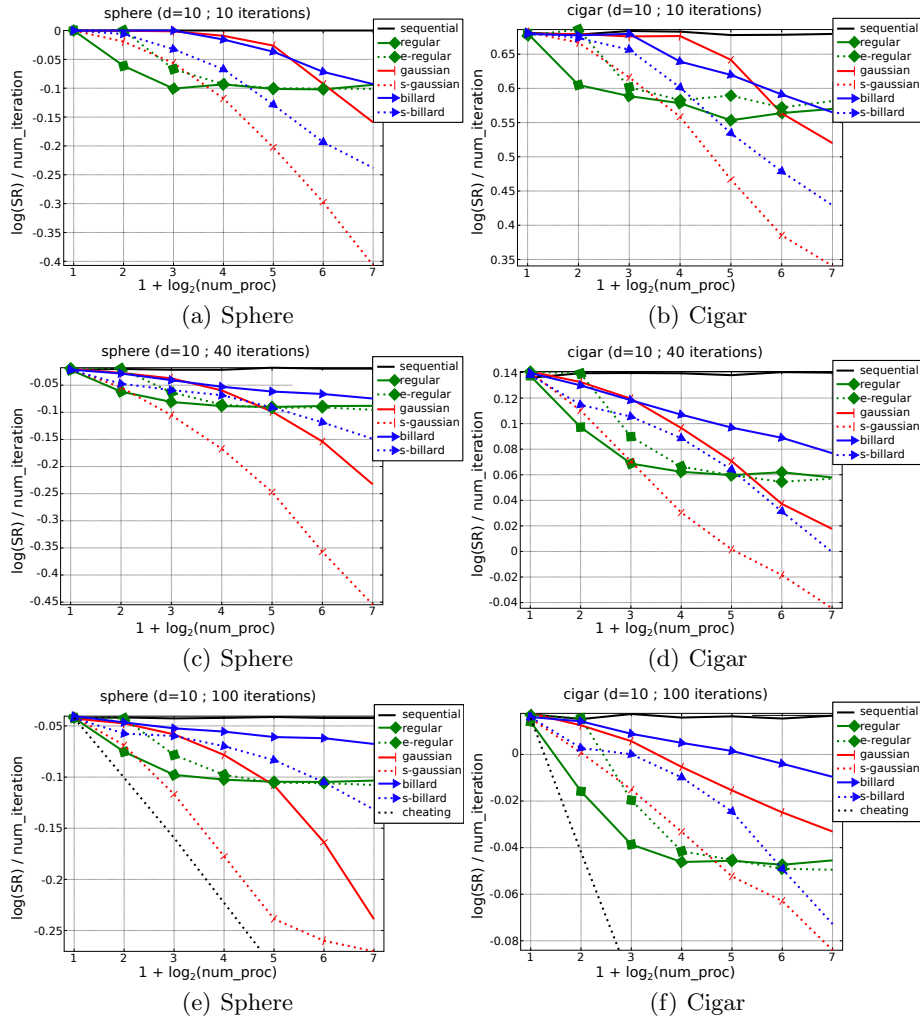 sphere (d=10 ; 10 iterations)
log(SR) / num_iteration
0
-0.05
-0.1
-0.15
-0.2
-0.25
-0.3
-0.35
-0.4
1 2 3 4 5 6 7
1 + log2(num_proc)
sequential
regular
e-regular
gaussian
s-gaussian
billard
s-billard
(a) Sphere
cigar (d=10 ; 10 iterations)
log(SR) / num_iteration
0.65
0.6
0.55
0.5
0.45
0.4
0.35
1 2 3 4 5 6 7
1 + log2(num_proc)
sequential
regular
e-regular
gaussian
s-gaussian
billard
s-billard
(b) Cigar
sphere (d=10 ; 40 iterations)
log(SR) / num_iteration
-0.05
-0.1
-0.15
-0.2
-0.25
-0.3
-0.35
-0.4
-0.45
1 2 3 4 5 6 7
1 + log2(num_proc)
sequential
regular
e-regular
gaussian
s-gaussian
billard
s-billard
(c) Sphere
cigar (d=10 ; 40 iterations)
log(SR) / num_iteration
0.14
0.12
0.1
0.08
0.06
0.04
0.02
0
-0.02
-0.04
1 2 3 4 5 6 7
1 + log2(num_proc)
sequential
regular
e-regular
gaussian
s-gaussian
billard
s-billard
(d) Cigar
sphere (d=10 ; 100 iterations)
log(SR) / num_iteration
-0.05
-0.1
-0.15
-0.2
-0.25
1 2 3 4 5 6 7
1 + log2(num_proc)
sequential
regular
e-regular
gaussian
s-gaussian
billard
s-billard
cheating
(e) Sphere
cigar (d=10 ; 100 iterations)
log(SR) / num_iteration
0
-0.02
-0.04
-0.06
-0.08
1 2 3 4 5 6 7
1 + log2(num_proc)
sequential
regular
e-regular
gaussian
s-gaussian
billard
s-billard
cheating
(f) Cigar